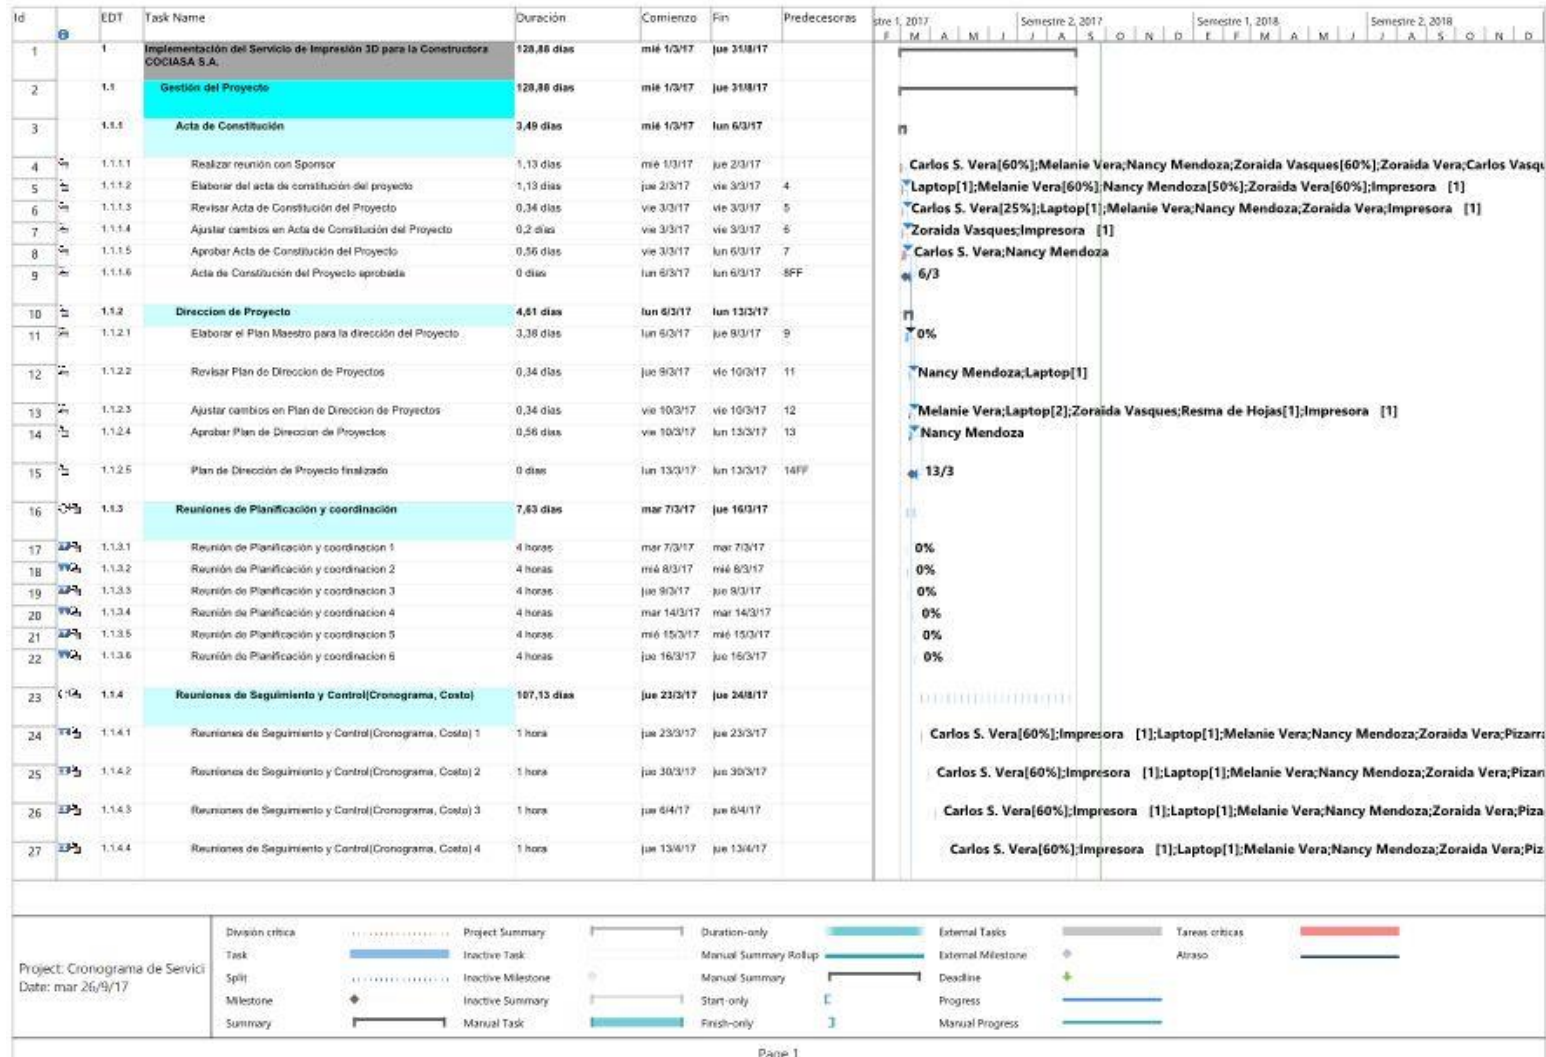 Id EDT Task Name Duración Comienzo Fin Predecesoras stre 1, 2017 Semestre 2, 2017 Semestre 1, 2018 Semestre 2, 2018
F M A M J J A S O N D E F M A M J J A S O N D
1 1 Implementación del Servicio de Impresión 3D para la Constructora 128,88 días mié 1/3/17 jue 31/8/17
COCIASA S.A.
2 1.1 Gestión del Proyecto 128,88 días mié 1/3/17 jue 31/8/17
3 1.1.1 Acta de Constitución 3,49 días mié 1/3/17 lun 6/3/17
4 1.1.1.1 Realizar reunión con Sponsor 1,13 días mié 1/3/17 jue 2/3/17 Carlos S. Vera[60%];Melanie Vera;Nancy Mendoza;Zoraida Vasques[60%];Zoraida Vera;Carlos Vasqu
5 1.1.1.2 Elaborar del acta de constitución del proyecto 1,13 días jue 2/3/17 vie 3/3/17 4 Laptop[1];Melanie Vera[60%];Nancy Mendoza[50%];Zoraida Vera[60%];Impresora [1]
6 1.1.1.3 Revisar Acta de Constitución del Proyecto 0,34 días vie 3/3/17 vie 3/3/17 5 Carlos S. Vera[25%];Laptop[1];Melanie Vera;Nancy Mendoza;Zoraida Vera;Impresora [1]
7 1.1.1.4 Ajustar cambios en Acta de Constitución del Proyecto 0,2 días vie 3/3/17 vie 3/3/17 6 Zoraida Vasques;Impresora [1]
8 1.1.1.5 Aprobar Acta de Constitución del Proyecto 0,56 días vie 3/3/17 lun 6/3/17 7 Carlos S. Vera;Nancy Mendoza
9 1.1.1.6 Acta de Constitución del Proyecto aprobada 0 días lun 6/3/17 lun 6/3/17 8FF 6/3
10 1.1.2 Direccion de Proyecto 4,61 días lun 6/3/17 lun 13/3/17
11 1.1.2.1 Elaborar el Plan Maestro para la dirección del Proyecto 3,38 días lun 6/3/17 jue 9/3/17 9 0%
12 1.1.2.2 Revisar Plan de Direccion de Proyectos 0,34 días jue 9/3/17 vie 10/3/17 11 Nancy Mendoza;Laptop[1]
13 1.1.2.3 Ajustar cambios en Plan de Direccion de Proyectos 0,34 días vie 10/3/17 vie 10/3/17 12 Melanie Vera;Laptop[2];Zoraida Vasques;Resma de Hojas[1];Impresora [1]
14 1.1.2.4 Aprobar Plan de Direccion de Proyectos 0,56 días vie 10/3/17 lun 13/3/17 13 Nancy Mendoza
15 1.1.2.5 Plan de Dirección de Proyecto finalizado 0 días lun 13/3/17 lun 13/3/17 14FF 13/3
16 1.1.3 Reuniones de Planificación y coordinación 7,63 días mar 7/3/17 jue 16/3/17
17 1.1.3.1 Reunión de Planificación y coordinacion 1 4 horas mar 7/3/17 mar 7/3/17 0%
18 1.1.3.2 Reunión de Planificación y coordinacion 2 4 horas mié 8/3/17 mié 8/3/17 0%
19 1.1.3.3 Reunión de Planificación y coordinacion 3 4 horas jue 9/3/17 jue 9/3/17 0%
20 1.1.3.4 Reunión de Planificación y coordinacion 4 4 horas mar 14/3/17 mar 14/3/17 0%
21 1.1.3.5 Reunión de Planificación y coordinacion 5 4 horas mié 15/3/17 mié 15/3/17 0%
22 1.1.3.6 Reunión de Planificación y coordinacion 6 4 horas jue 16/3/17 jue 16/3/17 0%
23 1.1.4 Reuniones de Seguimiento y Control(Cronograma, Costo) 107,13 días jue 23/3/17 jue 24/8/17
24 1.1.4.1 Reuniones de Seguimiento y Control(Cronograma, Costo) 1 1 hora jue 23/3/17 jue 23/3/17 Carlos S. Vera[60%];Impresora [1];Laptop[1];Melanie Vera;Nancy Mendoza;Zoraida Vera;Pizarra
25 1.1.4.2 Reuniones de Seguimiento y Control(Cronograma, Costo) 2 1 hora jue 30/3/17 jue 30/3/17 Carlos S. Vera[60%];Impresora [1];Laptop[1];Melanie Vera;Nancy Mendoza;Zoraida Vera;Pizarr
26 1.1.4.3 Reuniones de Seguimiento y Control(Cronograma, Costo) 3 1 hora jue 6/4/17 jue 6/4/17 Carlos S. Vera[60%];Impresora [1];Laptop[1];Melanie Vera;Nancy Mendoza;Zoraida Vera;Piza
27 1.1.4.4 Reuniones de Seguimiento y Control(Cronograma, Costo) 4 1 hora jue 13/4/17 jue 13/4/17 Carlos S. Vera[60%];Impresora [1];Laptop[1];Melanie Vera;Nancy Mendoza;Zoraida Vera;Piz
Project: Cronograma de Servici
Date: mar 26/9/17
División crítica Project Summary Duration-only External Tasks Tareas críticas
Task Inactive Task Manual Summary Rollup External Milestone Atraso
Split Inactive Milestone Manual Summary Deadline
Milestone Inactive Summary Start-only Progress
Summary Manual Task Finish-only Manual Progress
Page 1